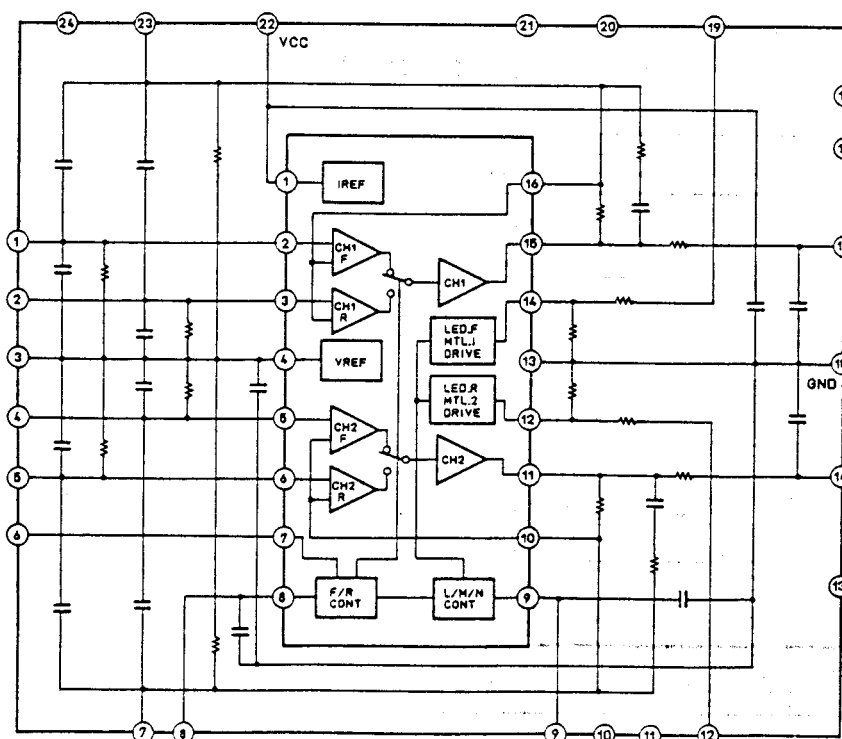 24 23 22 21 20 19
VCC
1 IREF 16
1 2 CH1 F 15
CH1
2 3 CH1 R 14
LED.F MTL.1 DRIVE
3 4 VREF 13
GND
LED.R MTL.2 DRIVE
4 5 CH2 F 12
CH2
5 6 CH2 R 11
6 7 10
13
8 F/R CONT L/M/N CONT 9
7 8 9 10 11 12